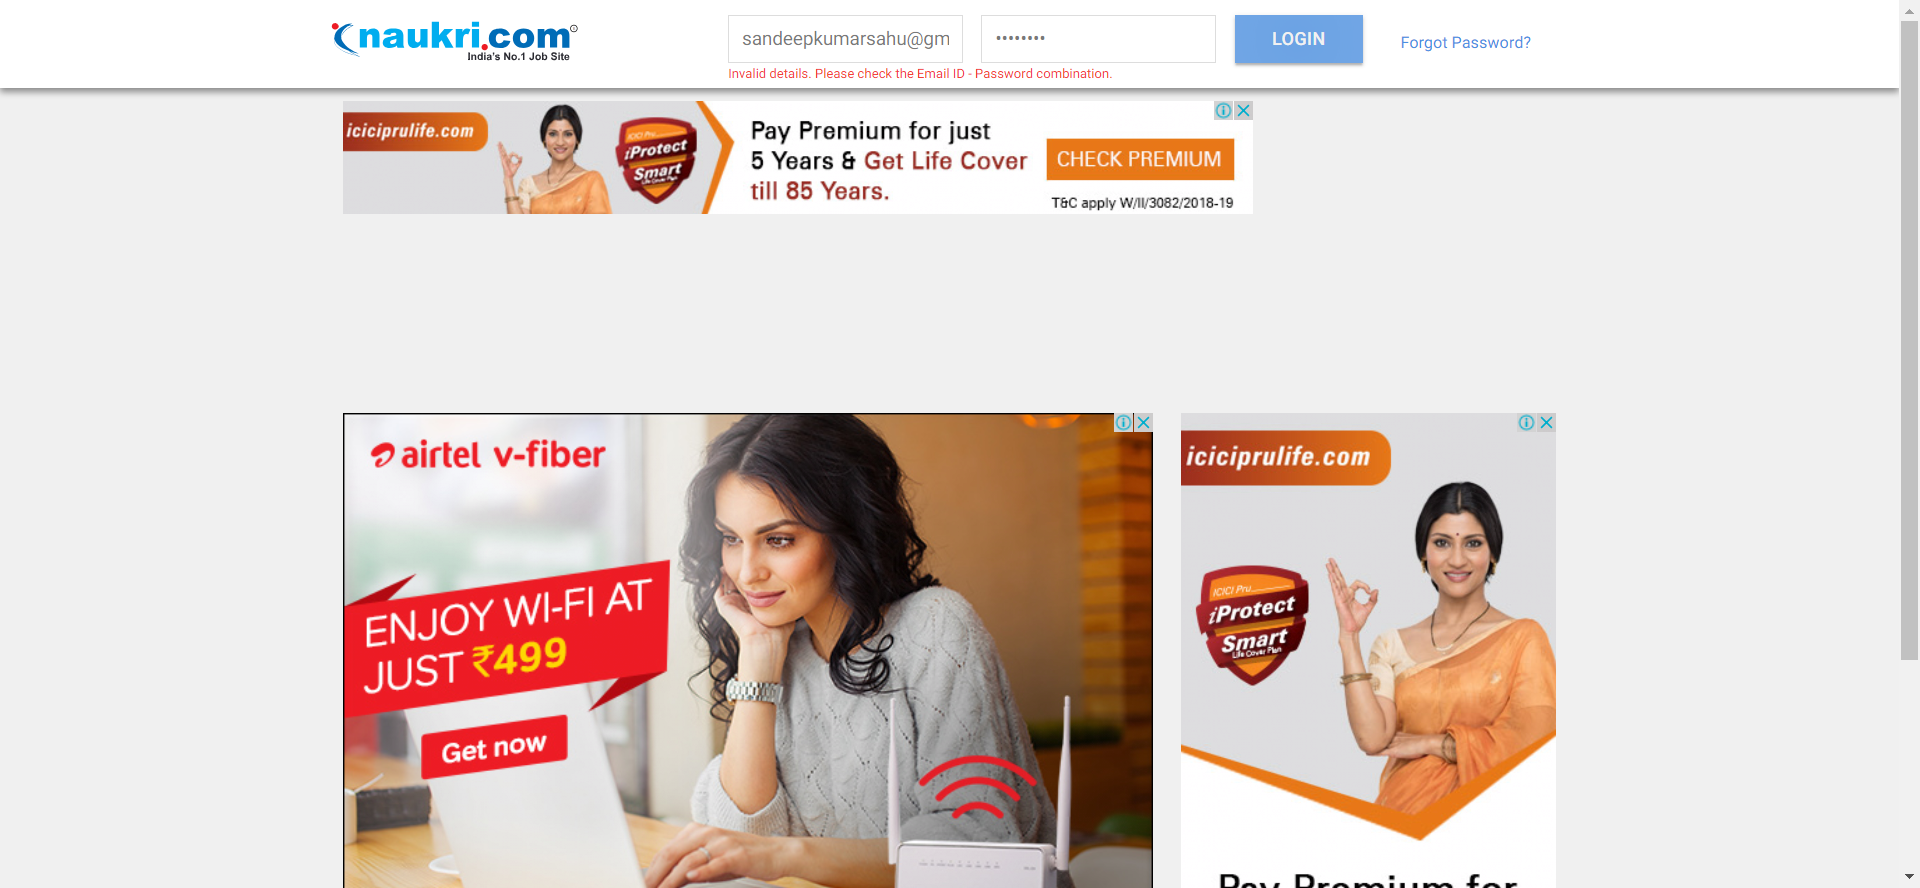 naukri.com
India's No.1 Job Site
sandeepkumarsahu@gm
LOGIN
Forgot Password?
Invalid details. Please check the Email ID - Password combination.
iciciprulife.com
ICICI Pru
iProtect
Smart
Life Cover Plan
Pay Premium for just
5 Years & Get Life Cover
till 85 Years.
CHECK PREMIUM
T&C apply W/II/3082/2018-19
airtel v-fiber
ENJOY WI-FI AT
JUST ₹499
Get now
iciciprulife.com
ICICI Pru
iProtect
Smart
Life Cover Plan
Pay Premium for